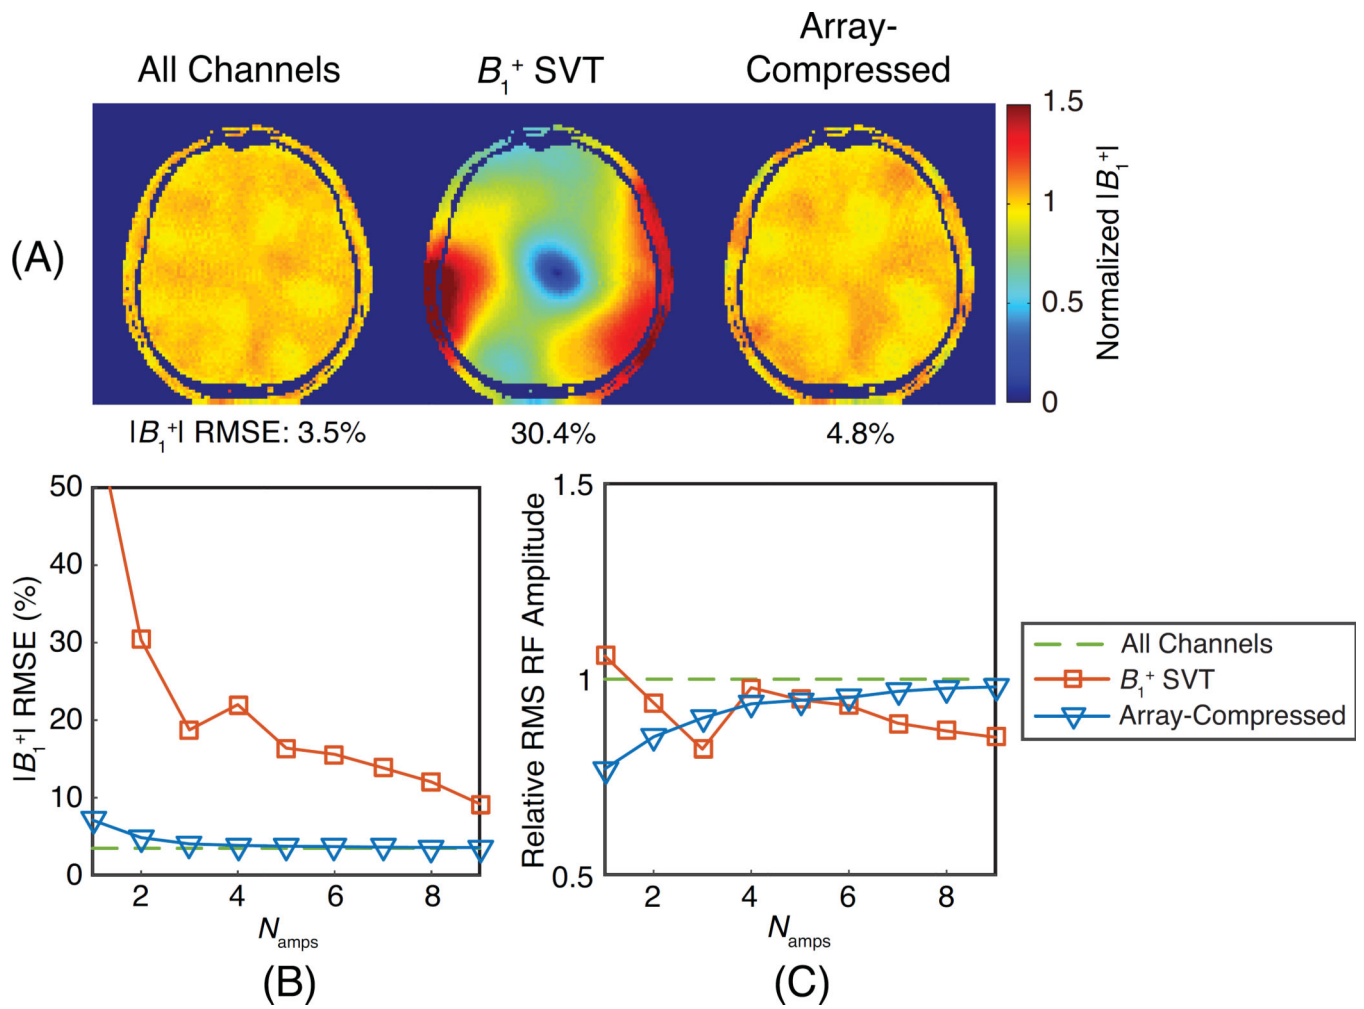 All Channels
B₁⁺ SVT
Array-
Compressed
(A)
1.5
1
0.5
0
Normalized |B₁⁺|
|B₁⁺| RMSE: 3.5%
30.4%
4.8%
|B₁⁺| RMSE (%)
50
40
30
20
10
0
2 4 6 8
N_amps
(B)
Relative RMS RF Amplitude
1.5
1
0.5
2 4 6 8
N_amps
(C)
All Channels
B₁⁺ SVT
Array-Compressed